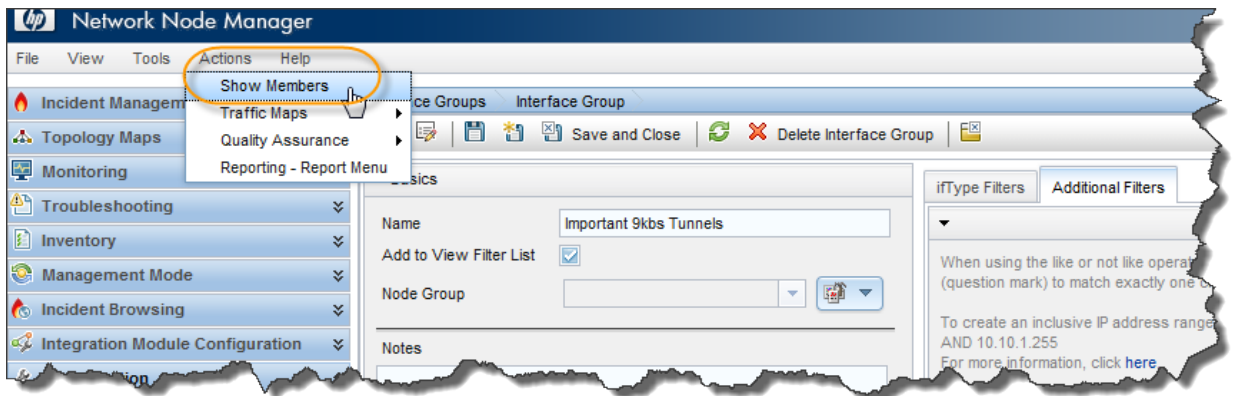 hp Network Node Manager
File View Tools Actions Help
Show Members
Traffic Maps
Quality Assurance
Reporting - Report Menu
Incident Managem
Topology Maps
Monitoring
Troubleshooting
Inventory
Management Mode
Incident Browsing
Integration Module Configuration
ce Groups Interface Group
Save and Close Delete Interface Group
Basics
Name Important 9kbs Tunnels
Add to View Filter List
Node Group
Notes
ifType Filters Additional Filters
When using the like or not like operat
(question mark) to match exactly one c
To create an inclusive IP address range
AND 10.10.1.255
For more information, click here